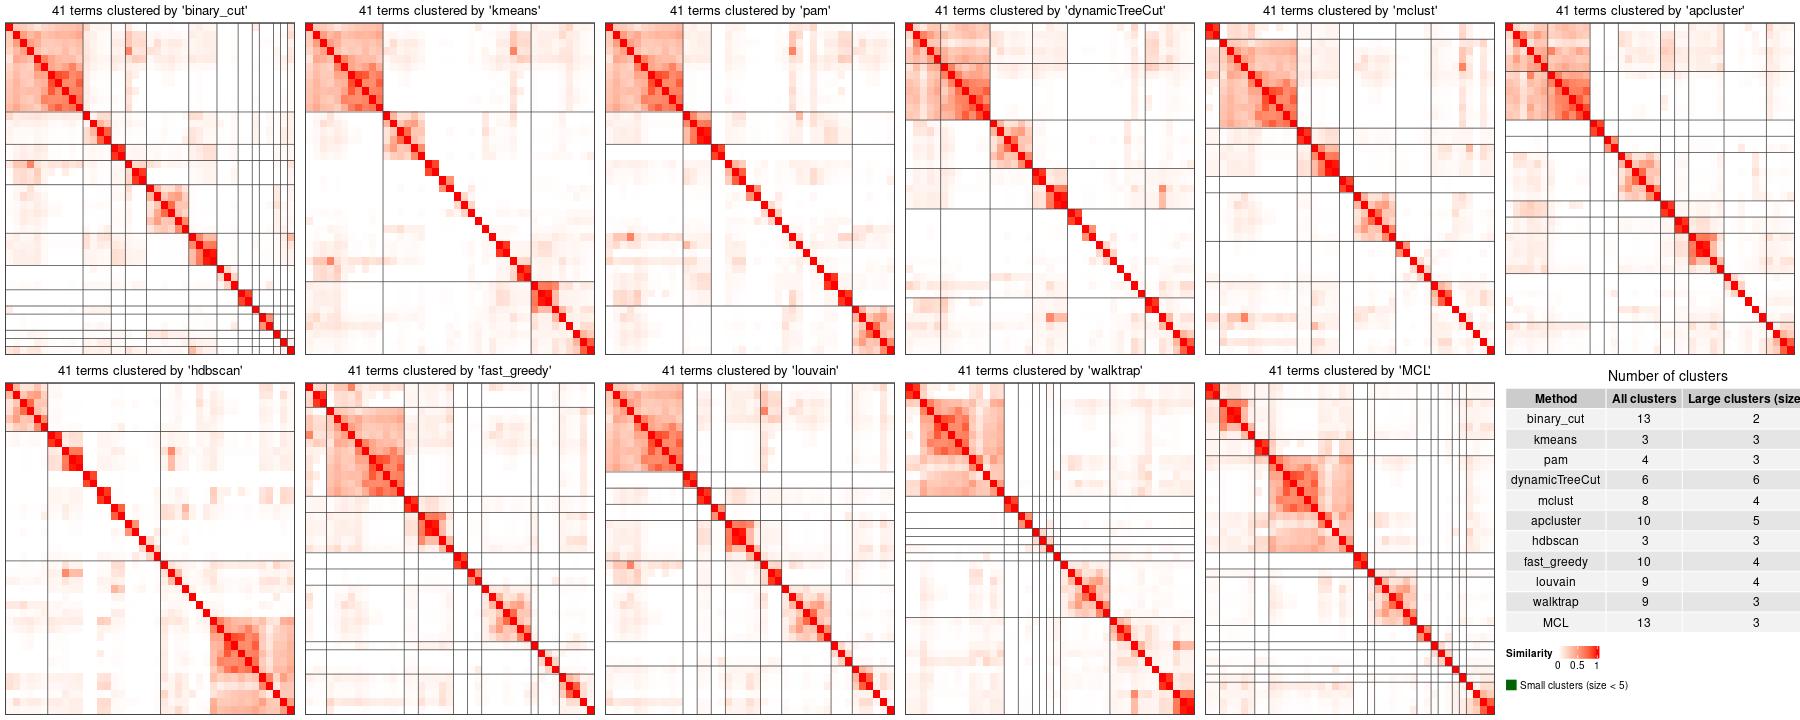 41 terms clustered by 'binary_cut'
41 terms clustered by 'kmeans'
41 terms clustered by 'pam'
41 terms clustered by 'dynamicTreeCut'
41 terms clustered by 'mclust'
41 terms clustered by 'apcluster'
41 terms clustered by 'hdbscan'
41 terms clustered by 'fast_greedy'
41 terms clustered by 'louvain'
41 terms clustered by 'walktrap'
41 terms clustered by 'MCL'
Number of clusters
Method All clusters Large clusters (size
binary_cut 13 2
kmeans 3 3
pam 4 3
dynamicTreeCut 6 6
mclust 8 4
apcluster 10 5
hdbscan 3 3
fast_greedy 10 4
louvain 9 4
walktrap 9 3
MCL 13 3
Similarity
0 0.5 1
Small clusters (size < 5)